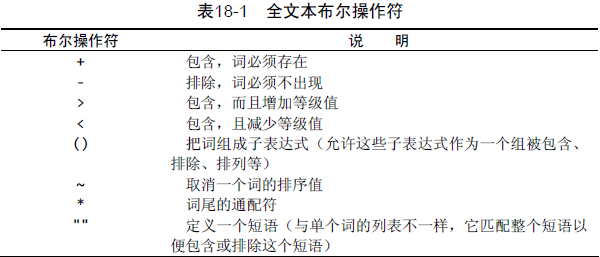 表18-1 全文本布尔操作符
布尔操作符 说 明
+ 包含，词必须存在
- 排除，词必须不出现
> 包含，而且增加等级值
< 包含，且减少等级值
() 把词组成子表达式（允许这些子表达式作为一个组被包含、
排除、排列等）
~ 取消一个词的排序值
* 词尾的通配符
"" 定义一个短语（与单个词的列表不一样，它匹配整个短语以
便包含或排除这个短语）